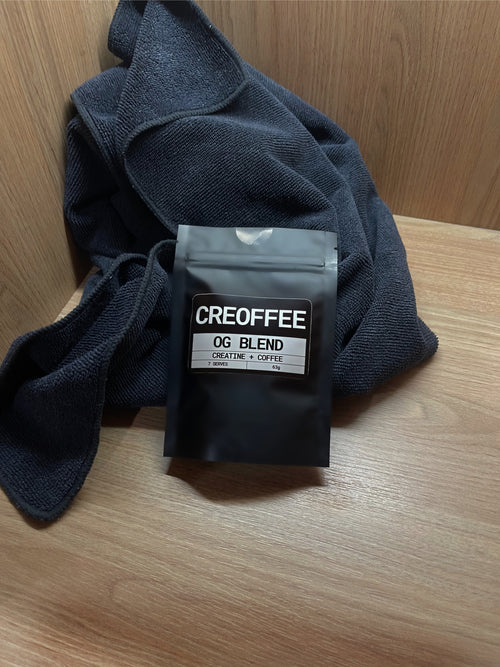 CREOFFEE
OG BLEND
CREATINE + COFFEE
7 SERVES 63g